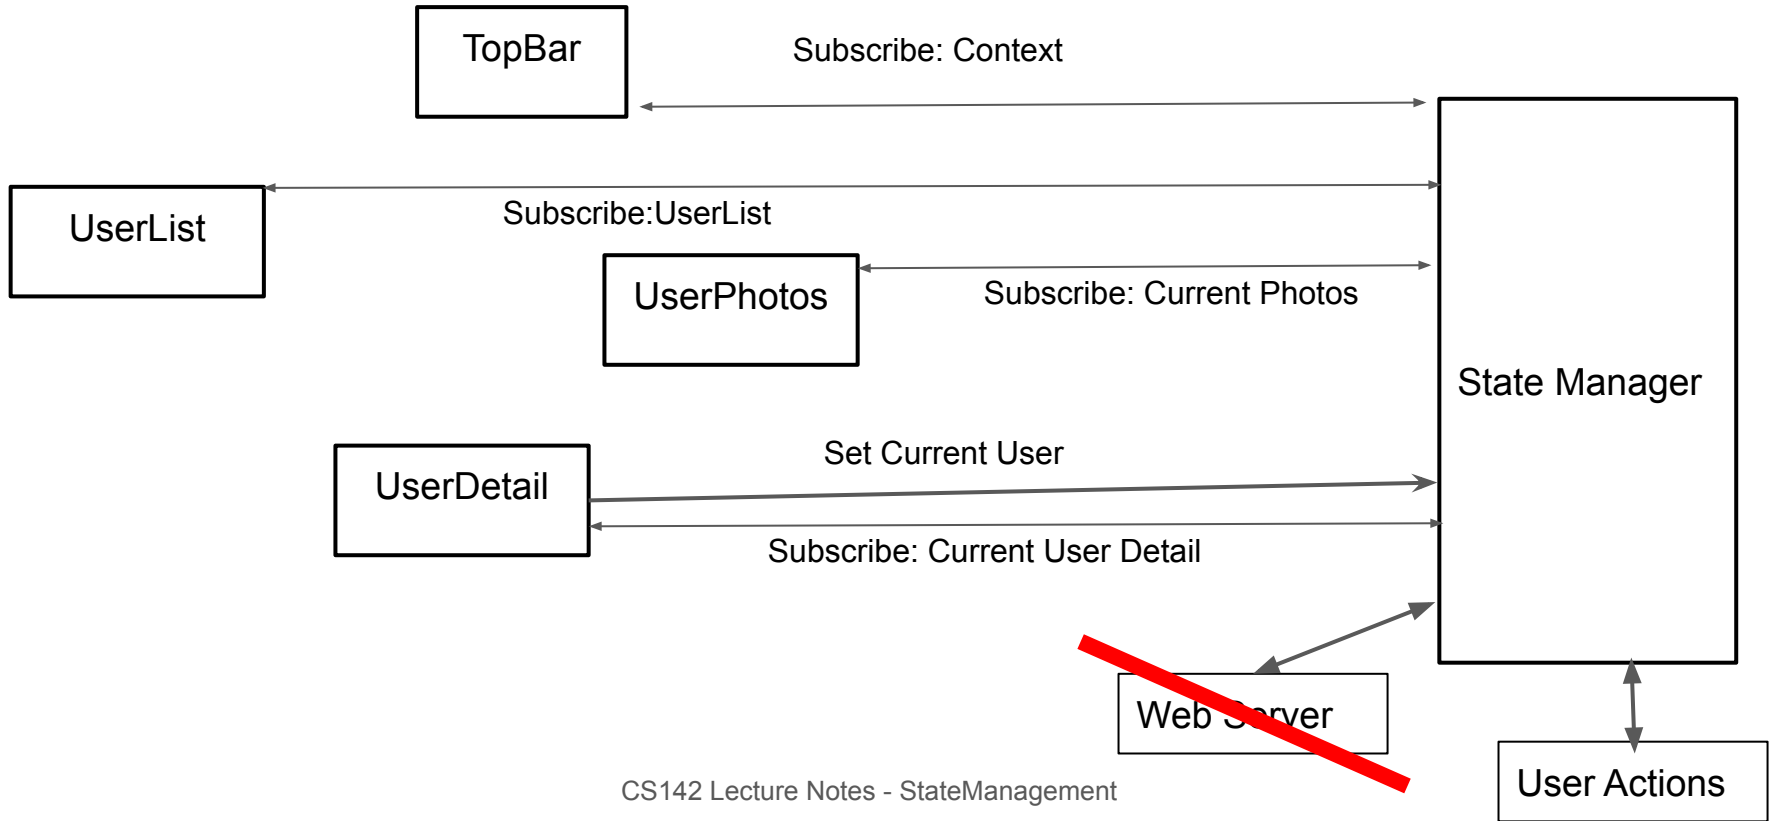 TopBar
Subscribe: Context
UserList
Subscribe:UserList
UserPhotos
Subscribe: Current Photos
State Manager
Set Current User
UserDetail
Subscribe: Current User Detail
Web Server
User Actions
CS142 Lecture Notes - StateManagement